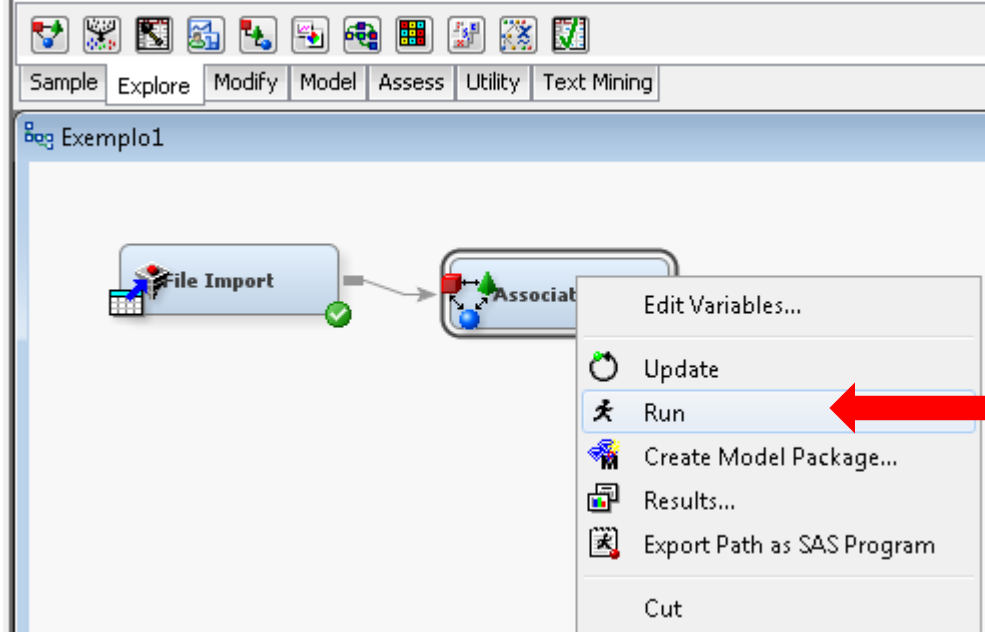 Sample Explore Modify Model Assess Utility Text Mining
Exemplo1
File Import
Associat
Edit Variables...
Update
Run
Create Model Package...
Results...
Export Path as SAS Program
Cut